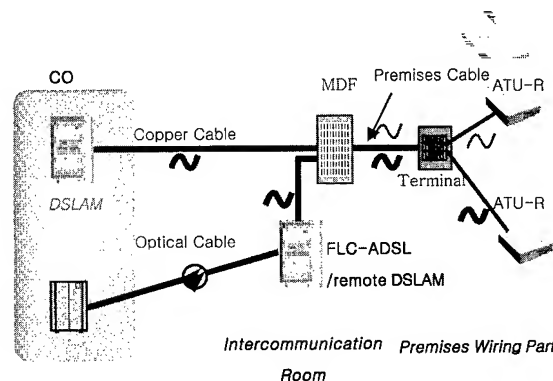 CO
MDF
Premises Cable
ATU-R
Copper Cable
DSLAM
Terminal
ATU-R
Optical Cable
FLC-ADSL
/remote DSLAM
Intercommunication
Room
Premises Wiring Part